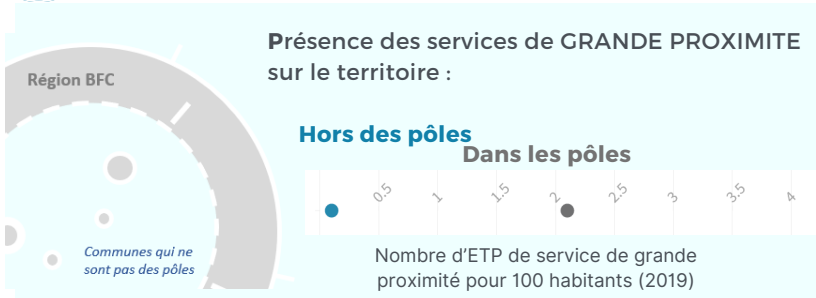 Présence des services de GRANDE PROXIMITE
sur le territoire :
Région BFC
Hors des pôles
Dans les pôles
0.5
1
1.5
2
2.5
3
3.5
4
Communes qui ne
sont pas des pôles
Nombre d'ETP de service de grande
proximité pour 100 habitants (2019)